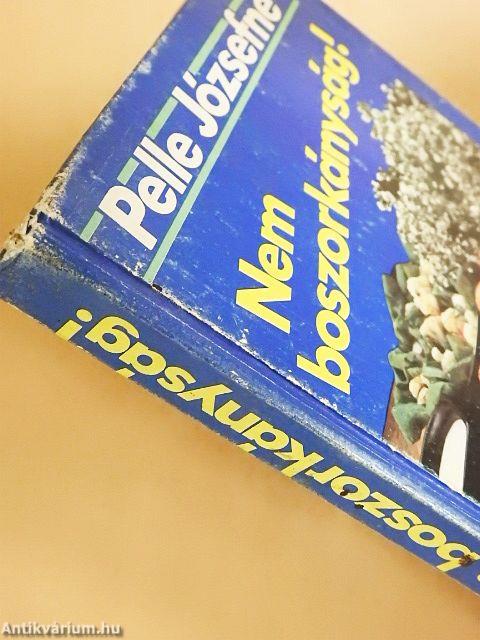 Pelle Józsefné
Nem
boszorkányság!
boszorkányság!
Antikvárium.hu